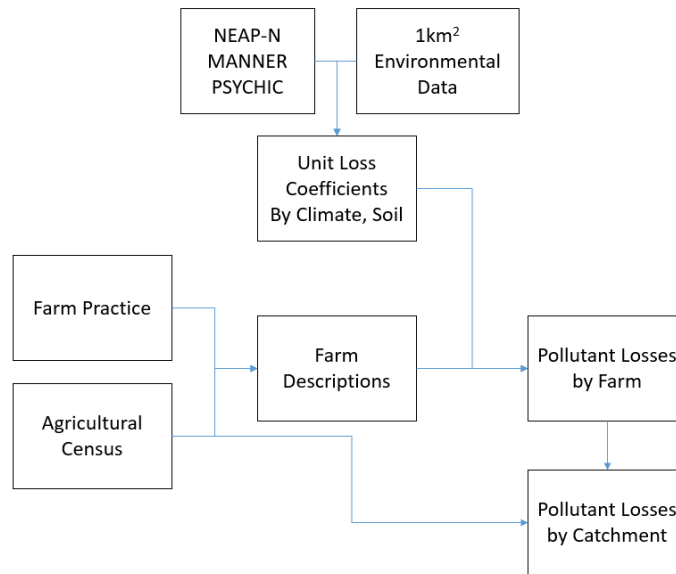 NEAP-N
MANNER
PSYCHIC
1km²
Environmental
Data
Unit Loss
Coefficients
By Climate, Soil
Farm Practice
Farm
Descriptions
Pollutant Losses
by Farm
Agricultural
Census
Pollutant Losses
by Catchment